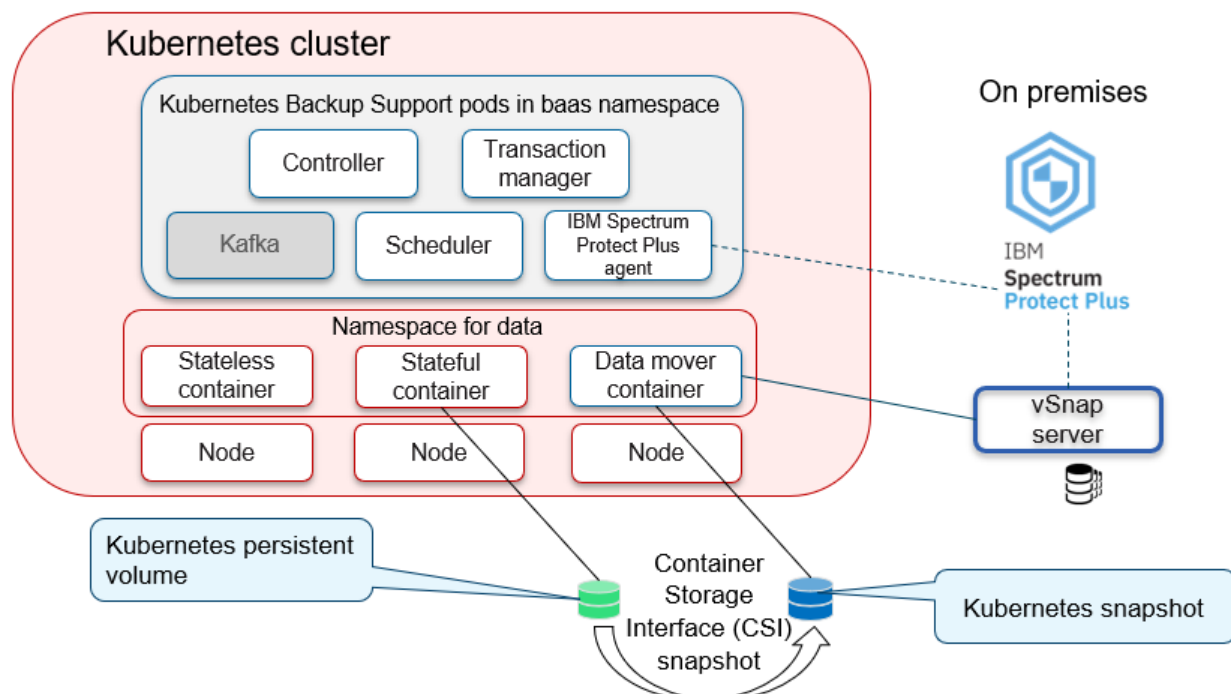 Kubernetes cluster
Kubernetes Backup Support pods in baas namespace
Controller
Transaction
manager
Kafka
Scheduler
IBM Spectrum
Protect Plus
agent
Namespace for data
Stateless
container
Stateful
container
Data mover
container
Node
Node
Node
On premises
IBM
Spectrum
Protect Plus
vSnap
server
Kubernetes persistent
volume
Container
Storage
Interface (CSI)
snapshot
Kubernetes snapshot